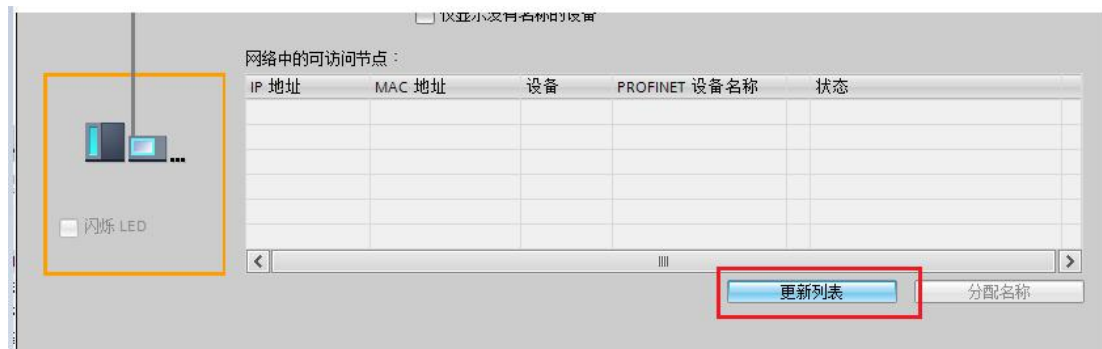 仅显示没有名称的设备
网络中的可访问节点：
IP 地址 MAC 地址 设备 PROFINET 设备名称 状态
闪烁 LED
更新列表 分配名称